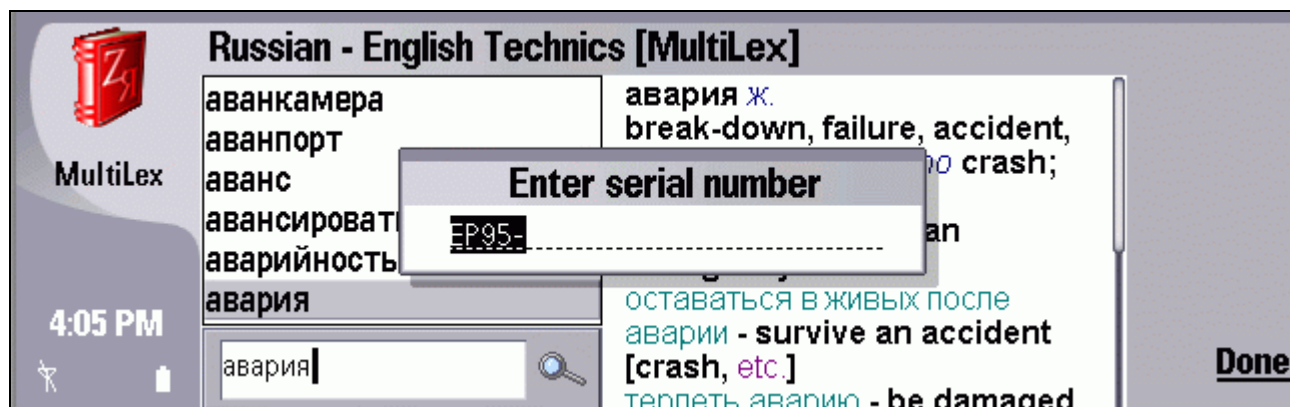 Russian - English Technics [MultiLex]
MultiLex
4:05 PM
аванкамера
аванпорт
аванс
авансироват
аварийность
авария
авария
авария ж.
break-down, failure, accident,
crash;
an
оставаться в живых после
аварии - survive an accident
[crash, etc.]
терпеть аварию - be damaged
Enter serial number
EP95-
Done